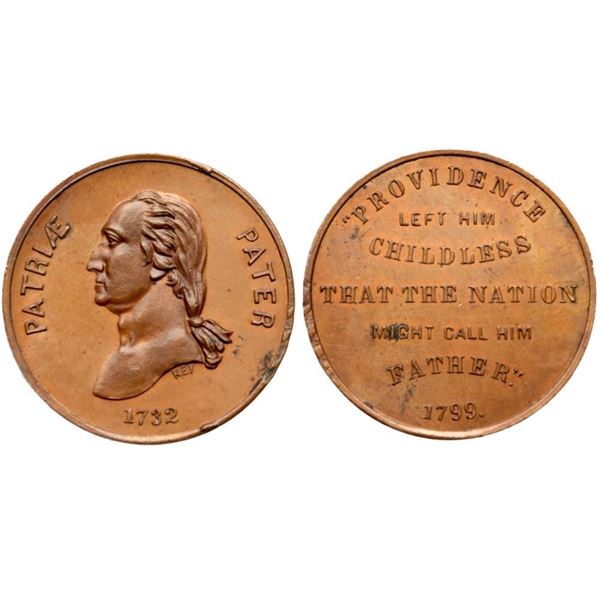 PATRIÆ PATER
KEY
1732
"PROVIDENCE
LEFT HIM
CHILDLESS
THAT THE NATION
MIGHT CALL HIM
FATHER."
1799.